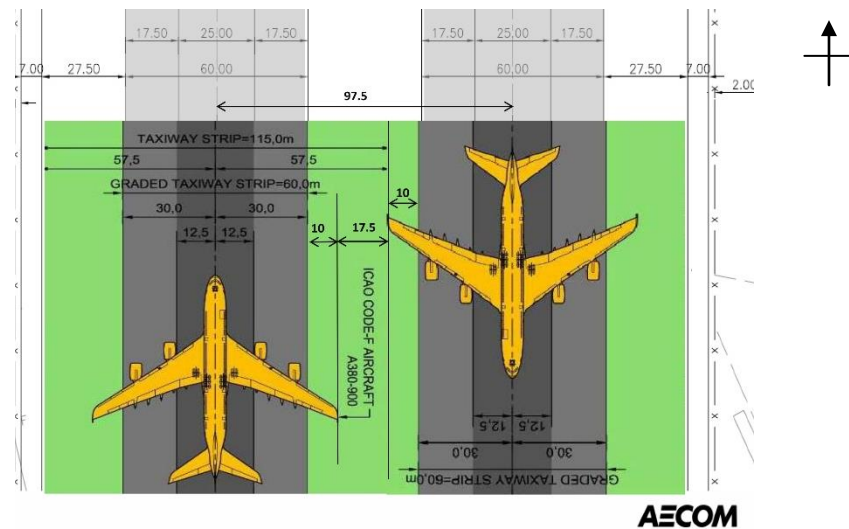 17.50 25.00 17.50
17.50 25.00 17.50
7.00 27.50 60.00
60.00 27.50 7.00
2.00
97.5
TAXIWAY STRIP=115,0m
57,5 57,5
GRADED TAXIWAY STRIP=60,0m
10
30,0 30,0
10 17.5
12,5 12,5
ICAO CODE-F AIRCRAFT
A380-900
12,5 12,5
30,0 30,0
GRADED TAXIWAY STRIP=60,0m
AECOM